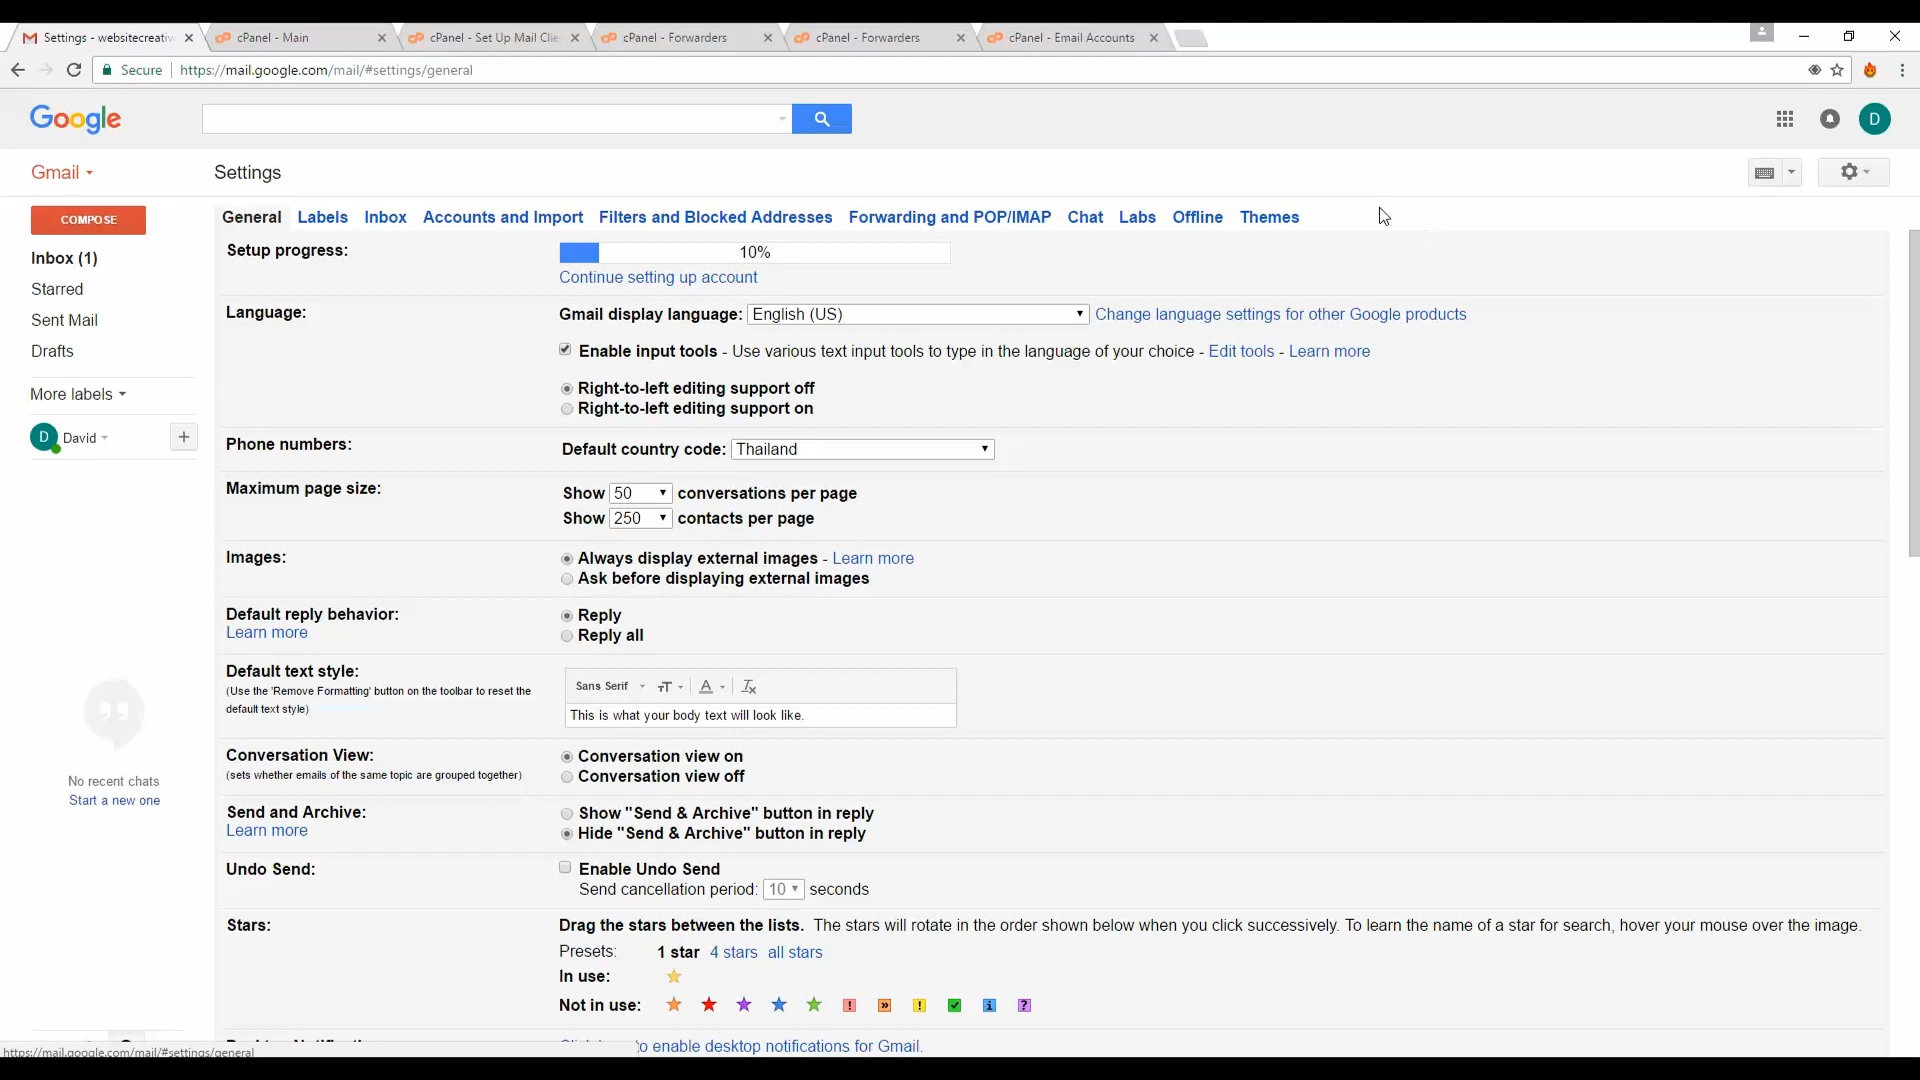 Settings - websitecreativ
cPanel - Main
cPanel - Set Up Mail Clie
cPanel - Forwarders
cPanel - Forwarders
cPanel - Email Accounts
Secure
https://mail.google.com/mail/#settings/general
Google
D
Gmail
Settings
COMPOSE
General
Labels
Inbox
Accounts and Import
Filters and Blocked Addresses
Forwarding and POP/IMAP
Chat
Labs
Offline
Themes
Inbox (1)
Starred
Sent Mail
Drafts
More labels
D
David
+
No recent chats
Start a new one
Setup progress:
10%
Continue setting up account
Language:
Gmail display language: English (US) Change language settings for other Google products
Enable input tools - Use various text input tools to type in the language of your choice - Edit tools - Learn more
Right-to-left editing support off
Right-to-left editing support on
Phone numbers:
Default country code: Thailand
Maximum page size:
Show 50 conversations per page
Show 250 contacts per page
Images:
Always display external images - Learn more
Ask before displaying external images
Default reply behavior:
Learn more
Reply
Reply all
Default text style:
(Use the 'Remove Formatting' button on the toolbar to reset the
default text style)
Sans Serif
This is what your body text will look like.
Conversation View:
(sets whether emails of the same topic are grouped together)
Conversation view on
Conversation view off
Send and Archive:
Learn more
Show "Send & Archive" button in reply
Hide "Send & Archive" button in reply
Undo Send:
Enable Undo Send
Send cancellation period: 10 seconds
Stars:
Drag the stars between the lists. The stars will rotate in the order shown below when you click successively. To learn the name of a star for search, hover your mouse over the image.
Presets: 1 star 4 stars all stars
In use:
Not in use:
to enable desktop notifications for Gmail.
https://mail.google.com/mail/#settings/general